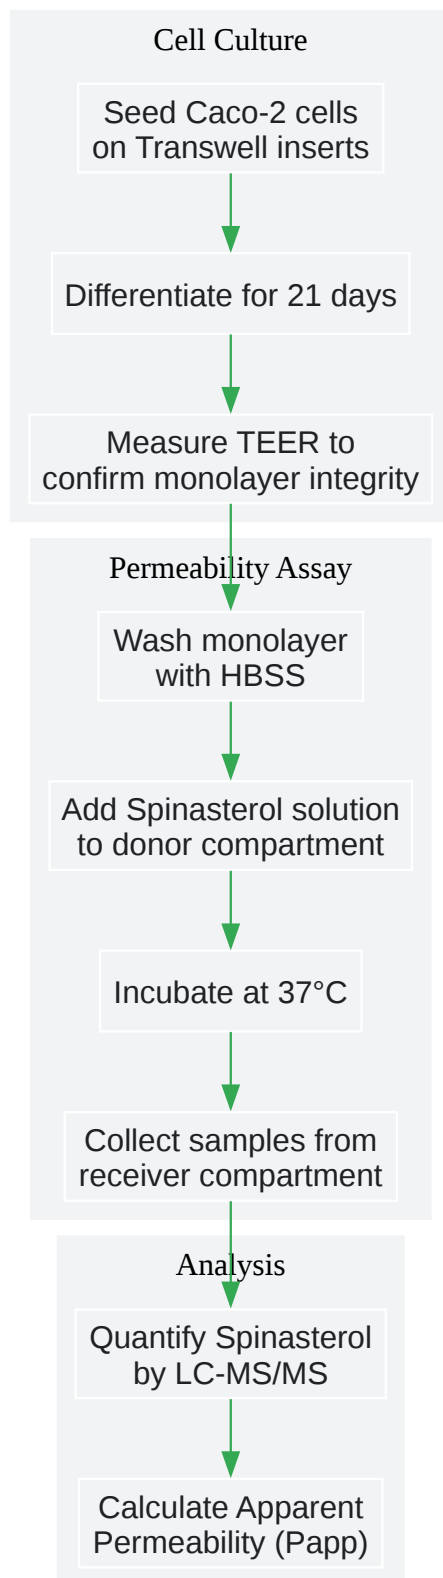 Cell Culture
Seed Caco-2 cells
on Transwell inserts
Differentiate for 21 days
Measure TEER to
confirm monolayer integrity
Permeability Assay
Wash monolayer
with HBSS
Add Spinasterol solution
to donor compartment
Incubate at 37°C
Collect samples from
receiver compartment
Analysis
Quantify Spinasterol
by LC-MS/MS
Calculate Apparent
Permeability (Papp)